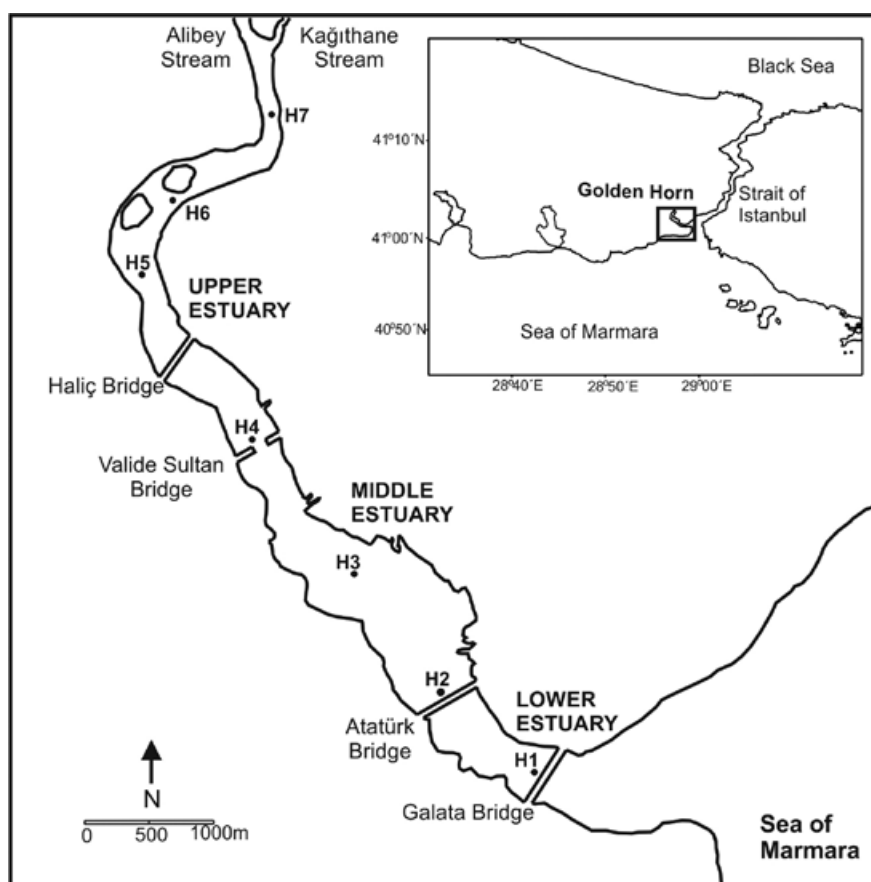 Alibey
Stream
Kağıthane
Stream
H7
H6
H5
UPPER
ESTUARY
Haliç Bridge
H4
Valide Sultan
Bridge
MIDDLE
ESTUARY
H3
H2
Atatürk
Bridge
LOWER
ESTUARY
H1
Galata Bridge
Sea of
Marmara
N
0 500 1000m
Black Sea
41°10´N
Golden Horn
Strait of
Istanbul
41°00´N
40°50´N
Sea of Marmara
28°40´E 28°50´E 29°00´E